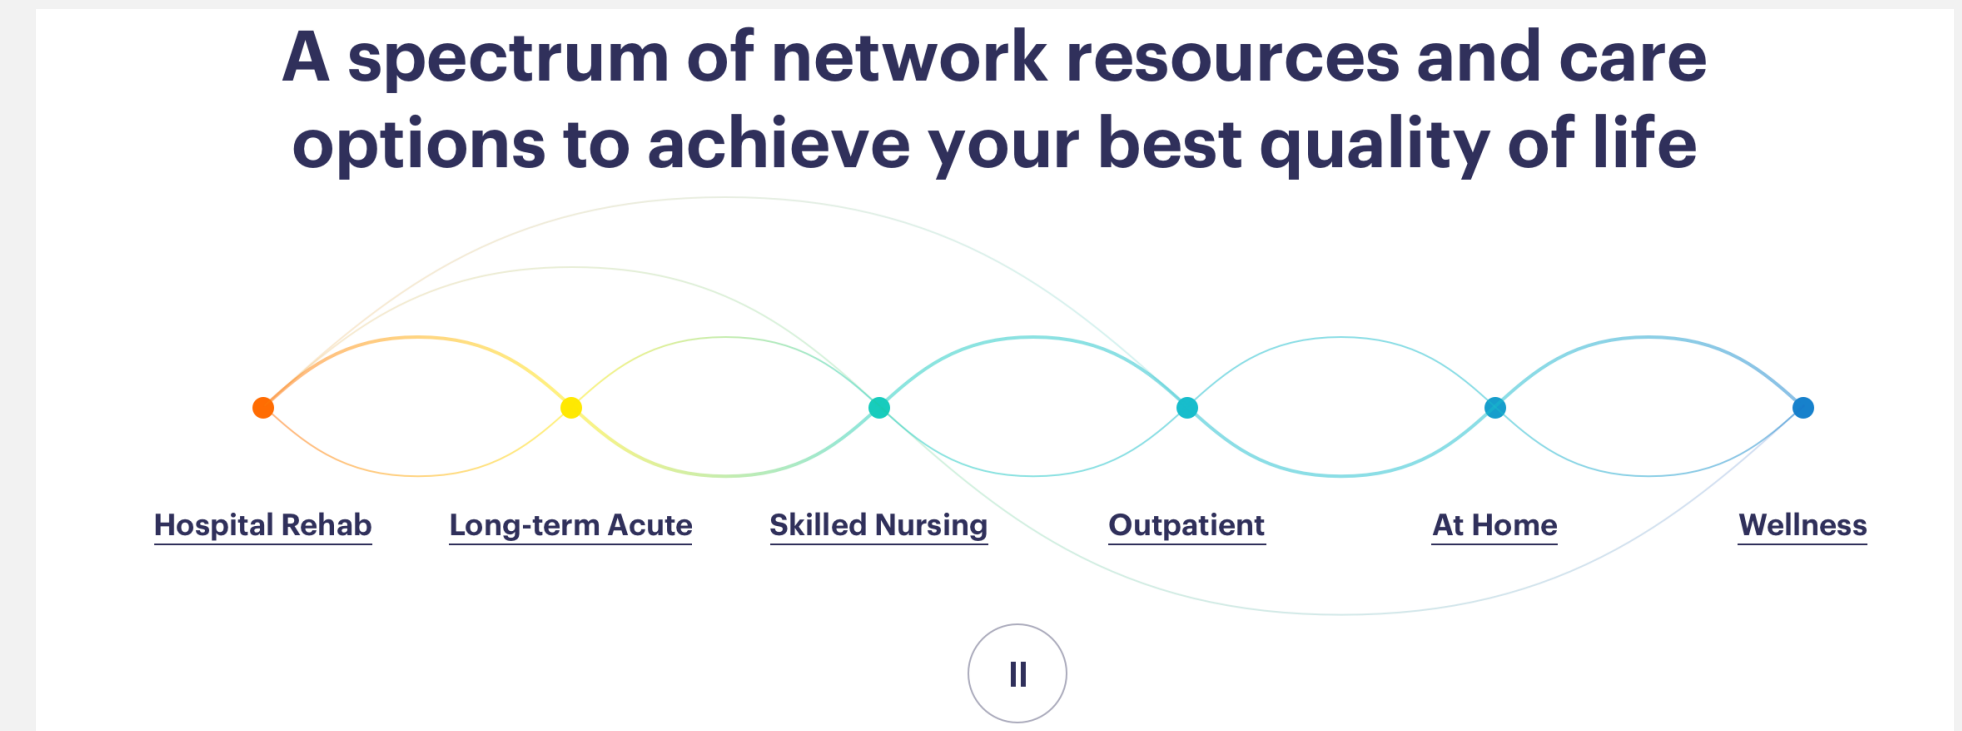 A spectrum of network resources and care
options to achieve your best quality of life
Hospital Rehab
Long-term Acute
Skilled Nursing
Outpatient
At Home
Wellness